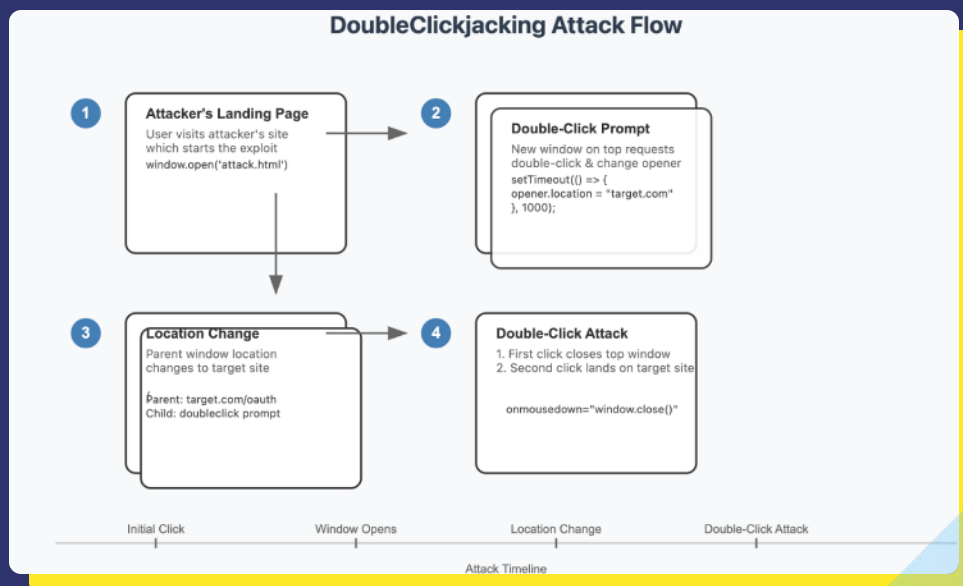 DoubleClickjacking Attack Flow
1
Attacker's Landing Page
User visits attacker's site
which starts the exploit
window.open('attack.html')
2
Double-Click Prompt
New window on top requests
double-click & change opener
setTimeout(() => {
opener.location = "target.com"
}, 1000);
3
Location Change
Parent window location
changes to target site
Parent: target.com/oauth
Child: doubleclick prompt
4
Double-Click Attack
1. First click closes top window
2. Second click lands on target site
onmousedown="window.close()"
Initial Click
Window Opens
Location Change
Double-Click Attack
Attack Timeline